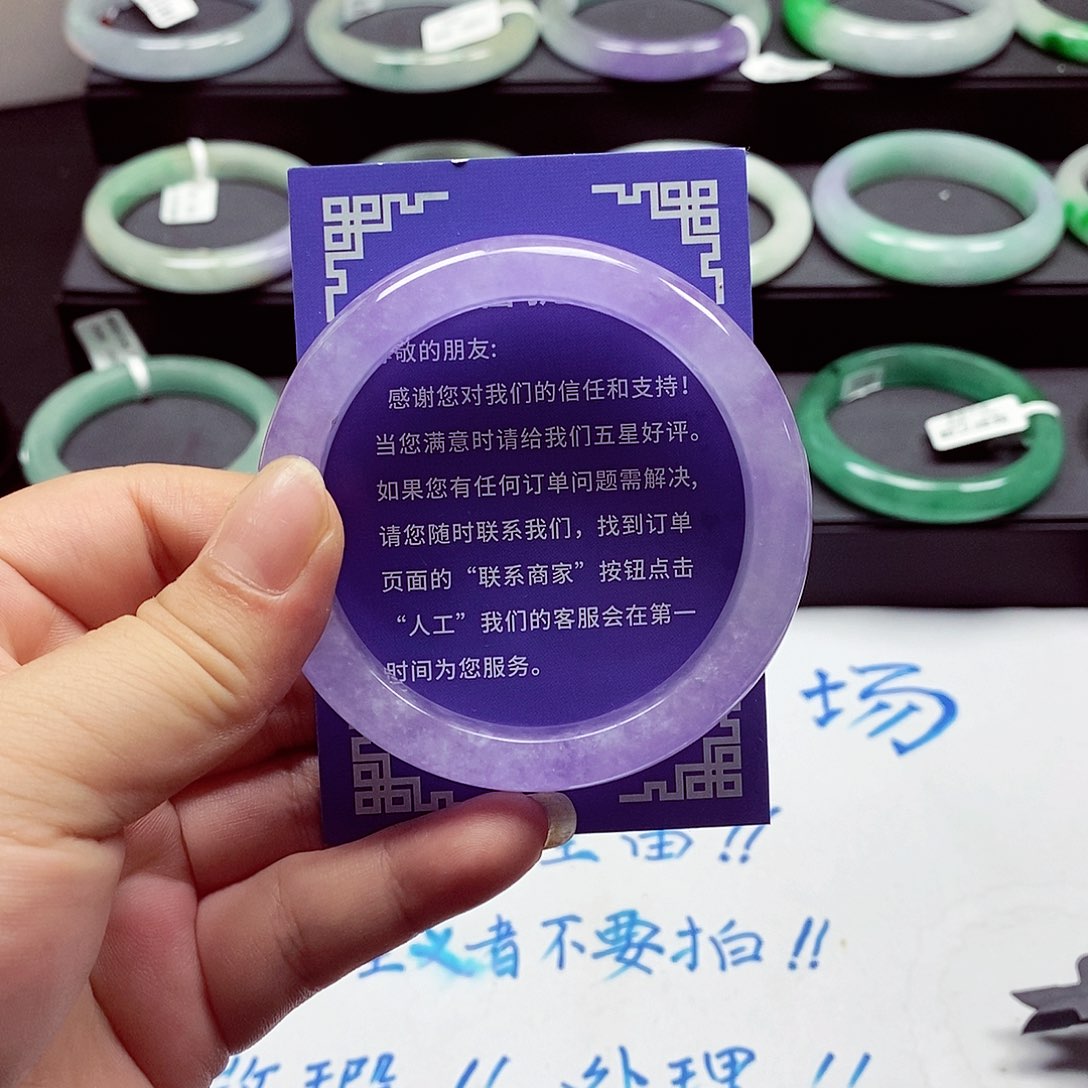 敬的朋友:
感谢您对我们的信任和支持!
当您满意时请给我们五星好评。
如果您有任何订单问题需解决,
请您随时联系我们，找到订单
页面的“联系商家”按钮点击
“人工”我们的客服会在第一
时间为您服务。
场
!!
义者不要拍!!
瑕!! 处理!!